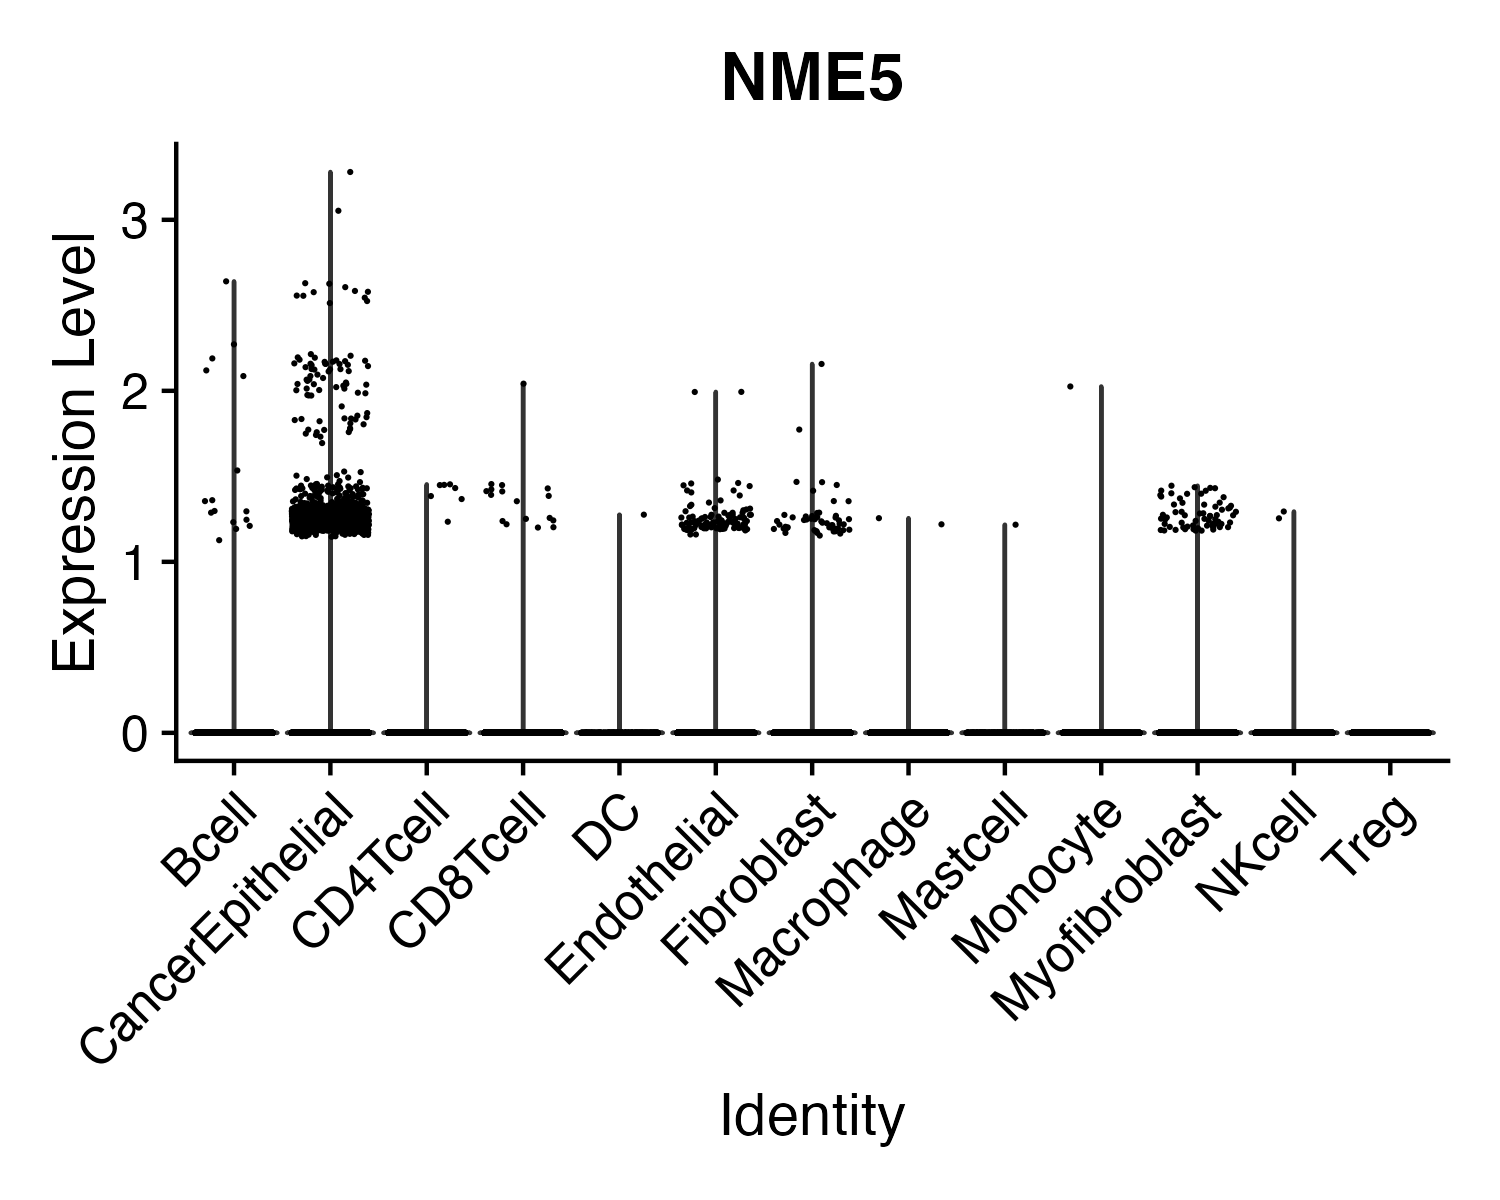 NME5
Expression Level
3
2
1
0
Bcell
CancerEpithelial
CD4Tcell
CD8Tcell
DC
Endothelial
Fibroblast
Macrophage
Mastcell
Monocyte
Myofibroblast
NKcell
Treg
Identity